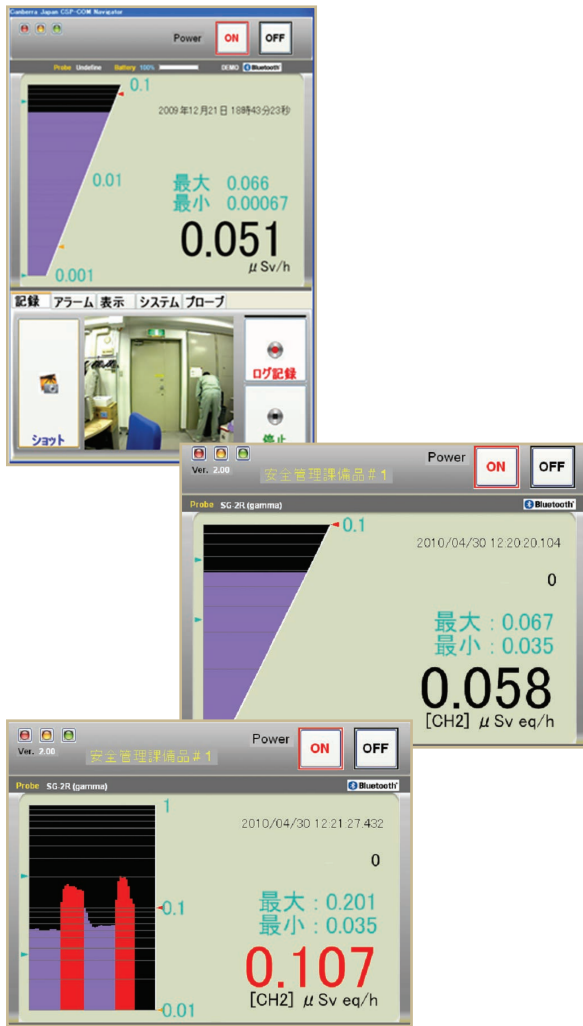 Canberra Japan CSP-COM Navigator
Power ON OFF
Probe Undefine Battery 100% DEMO Bluetooth
0.1
2009年12月21日 18時43分23秒
0.01
最大 0.066
最小 0.00067
0.051
μSv/h
0.001
記録 アラーム 表示 システム プローブ
ログ記録
ショット
停止
Power ON OFF
Ver. 2.00
安全管理課備品#1
Probe SG-2R (gamma) Bluetooth
0.1
2010/04/30 12:20:20.104
0
最大:0.067
最小:0.035
0.058
[CH2] μSv eq/h
Power ON OFF
Ver. 2.00
安全管理課備品#1
Probe SG-2R (gamma) Bluetooth
1
2010/04/30 12:21:27.432
0
0.1
最大:0.201
最小:0.035
0.107
[CH2] μSv eq/h
0.01